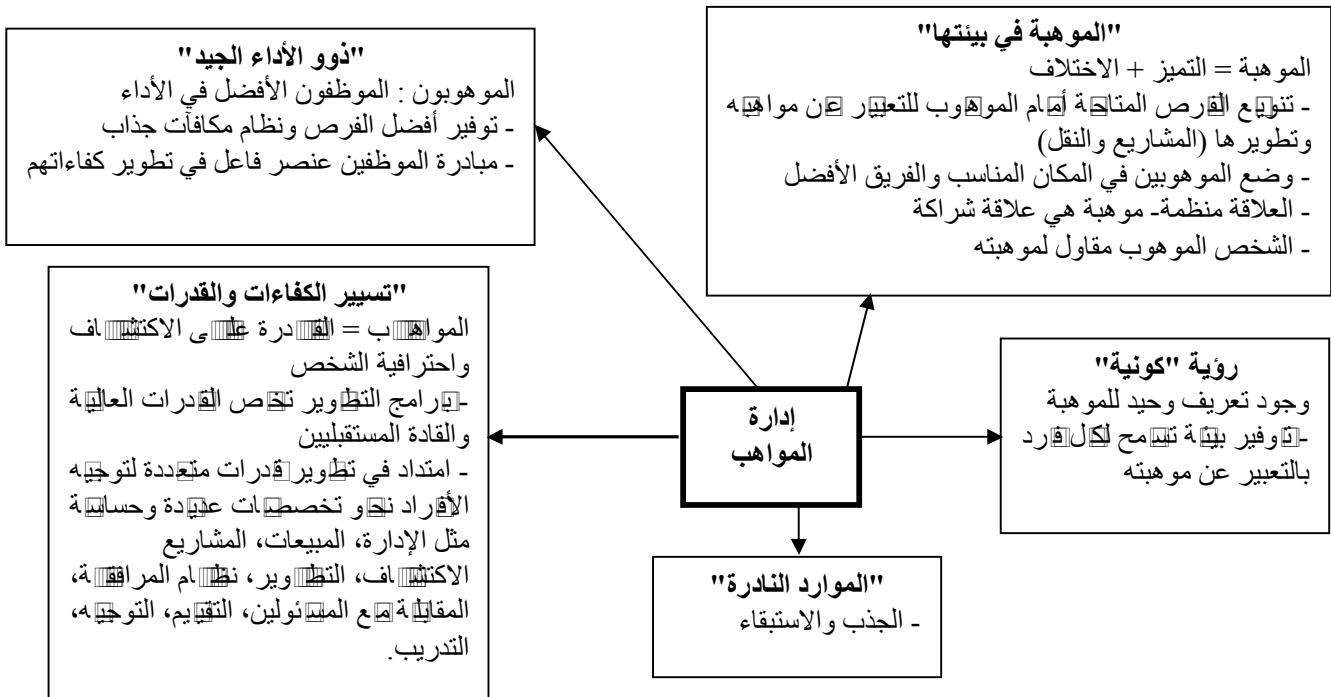 "الموهبة في بيئتها"
الموهبة = التميز + الاختلاف
- تنويع الفرص المتاحة أمام الموهوب للتعبير عن مواهبه
وتطويرها (المشاريع والنقل)
- وضع الموهوبين في المكان المناسب والفريق الأفضل
- العلاقة منظمة- موهبة هي علاقة شراكة
- الشخص الموهوب مقاول لموهبته
"ذوو الأداء الجيد"
الموهوبون : الموظفون الأفضل في الأداء
- توفير أفضل الفرص ونظام مكافآت جذاب
- مبادرة الموظفين عنصر فاعل في تطوير كفاءاتهم
رؤية "كونية"
وجود تعريف وحيد للموهبة
-توفير بيئة تسمح لكل فرد
بالتعبير عن موهبته
إدارة
المواهب
"تسيير الكفاءات والقدرات"
المواهب = القدرة على الاكتشاف
واحترافية الشخص
-برامج التطوير تخص القدرات العالية
والقادة المستقبليين
- امتداد في تطوير قدرات متعددة لتوجيه
الأفراد نحو تخصصات عديدة وحساسة
مثل الإدارة، المبيعات، المشاريع
الاكتشاف، التطوير، نظام المرافقة،
المقابلة مع المسئولين، التقييم، التوجيه،
التدريب.
"الموارد النادرة"
- الجذب والاستبقاء